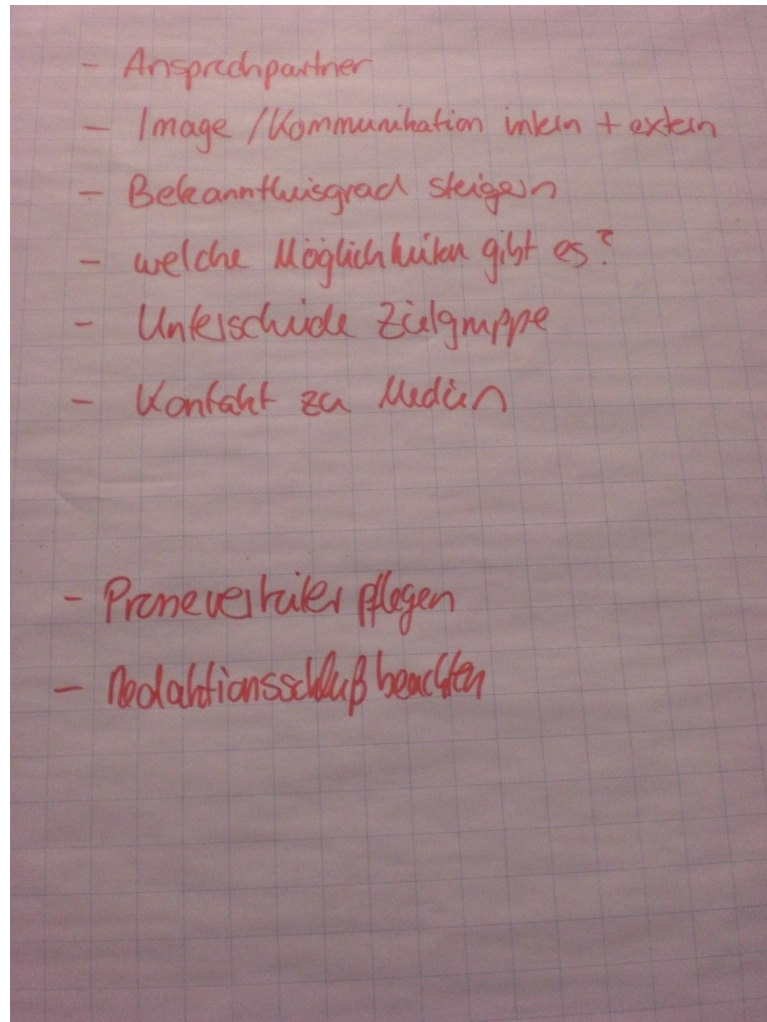 - Ansprechpartner
- Image / Kommunikation intern + extern
- Bekanntheisgrad steigern
- welche Möglichkeiten gibt es?
- Unterschiede Zielgruppe
- Kontakt zu Medien
- Presseverteiler pflegen
- Redaktionsschluß beachten